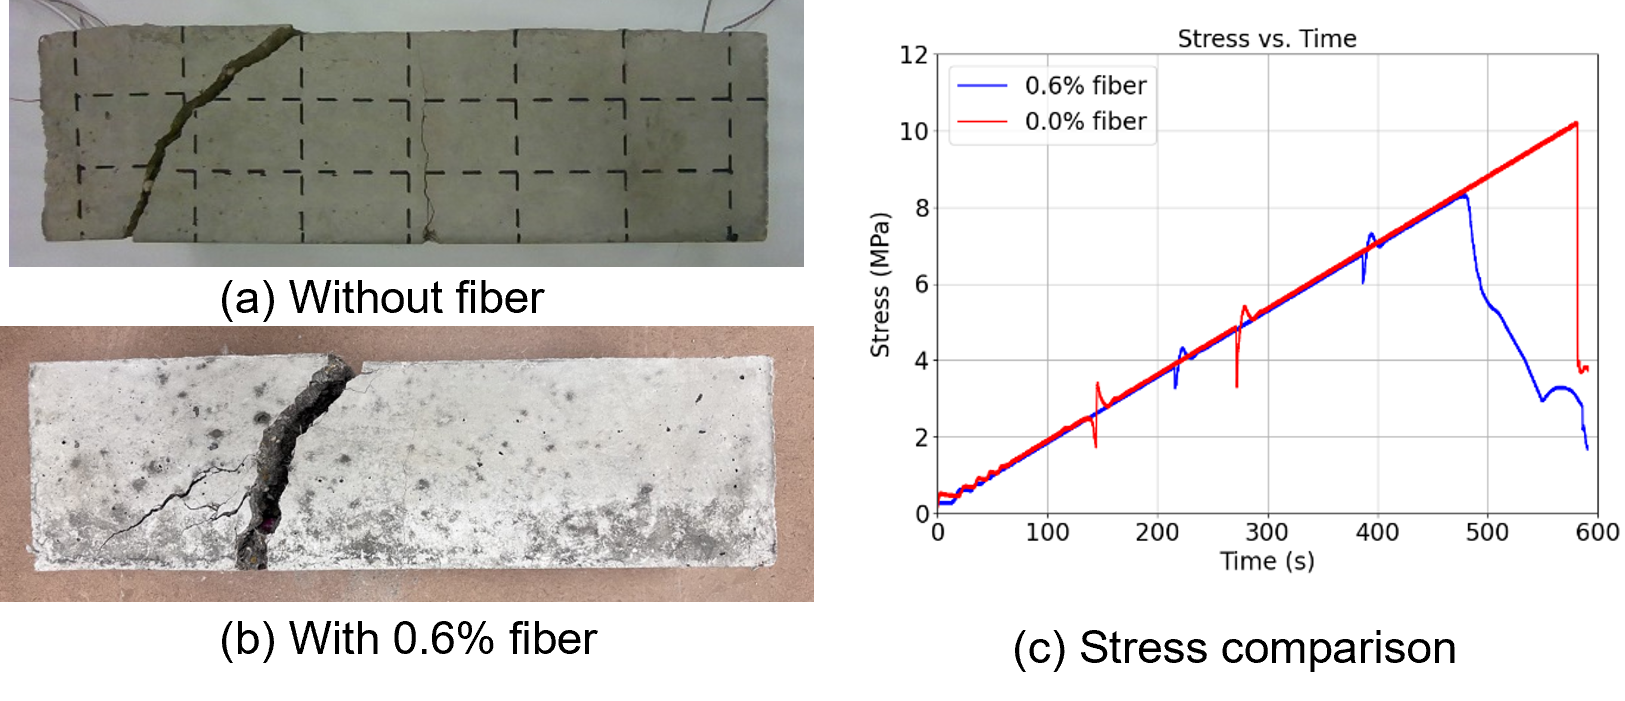 (a) Without fiber
(b) With 0.6% fiber
Stress vs. Time
12
10
8
6
4
2
0
Stress (MPa)
0.6% fiber
0.0% fiber
0 100 200 300 400 500 600
Time (s)
(c) Stress comparison